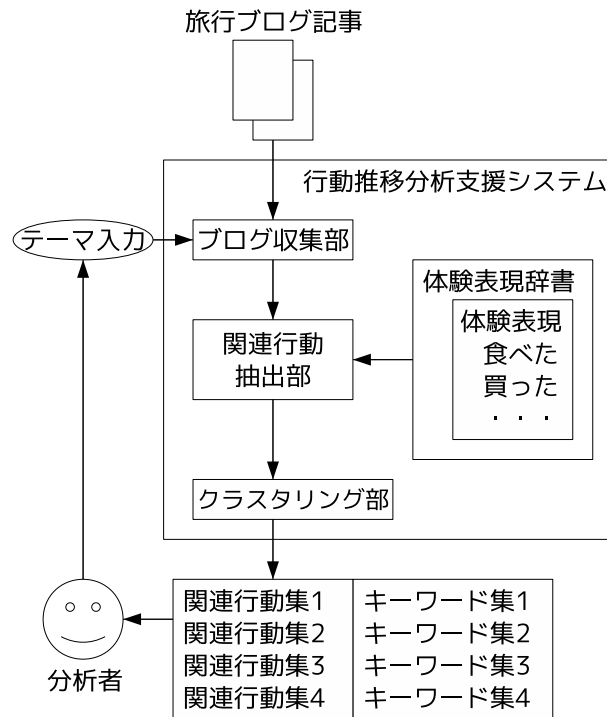 旅行ブログ記事
行動推移分析支援システム
テーマ入力
ブログ収集部
体験表現辞書
体験表現
食べた
買った
・・・
関連行動
抽出部
クラスタリング部
関連行動集1 キーワード集1
関連行動集2 キーワード集2
関連行動集3 キーワード集3
関連行動集4 キーワード集4
分析者